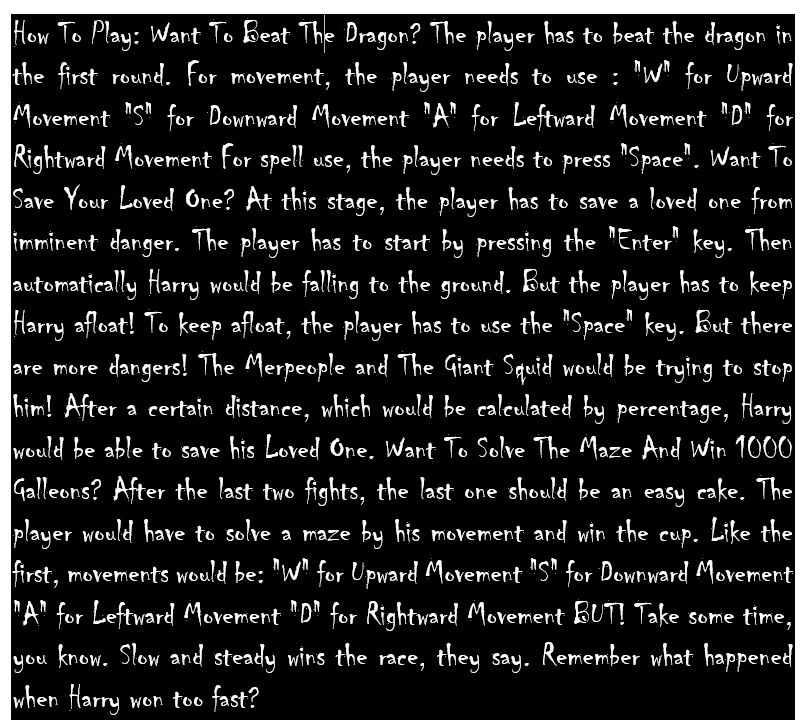 How To Play: Want To Beat The Dragon? The player has to beat the dragon in
the first round. For movement, the player needs to use : "W" for Upward
Movement "S" for Downward Movement "A" for Leftward Movement "D" for
Rightward Movement For spell use, the player needs to press "Space". Want To
Save Your Loved One? At this stage, the player has to save a loved one from
imminent danger. The player has to start by pressing the "Enter" key. Then
automatically Harry would be falling to the ground. But the player has to keep
Harry afloat! To keep afloat, the player has to use the "Space" key. But there
are more dangers! The Merpeople and The Giant Squid would be trying to stop
him! After a certain distance, which would be calculated by percentage, Harry
would be able to save his Loved One. Want To Solve The Maze And Win 1000
Galleons? After the last two fights, the last one should be an easy cake. The
player would have to solve a maze by his movement and win the cup. Like the
first, movements would be: "W" for Upward Movement "S" for Downward Movement
"A" for Leftward Movement "D" for Rightward Movement BUT! Take some time,
you know. Slow and steady wins the race, they say. Remember what happened
when Harry won too fast?